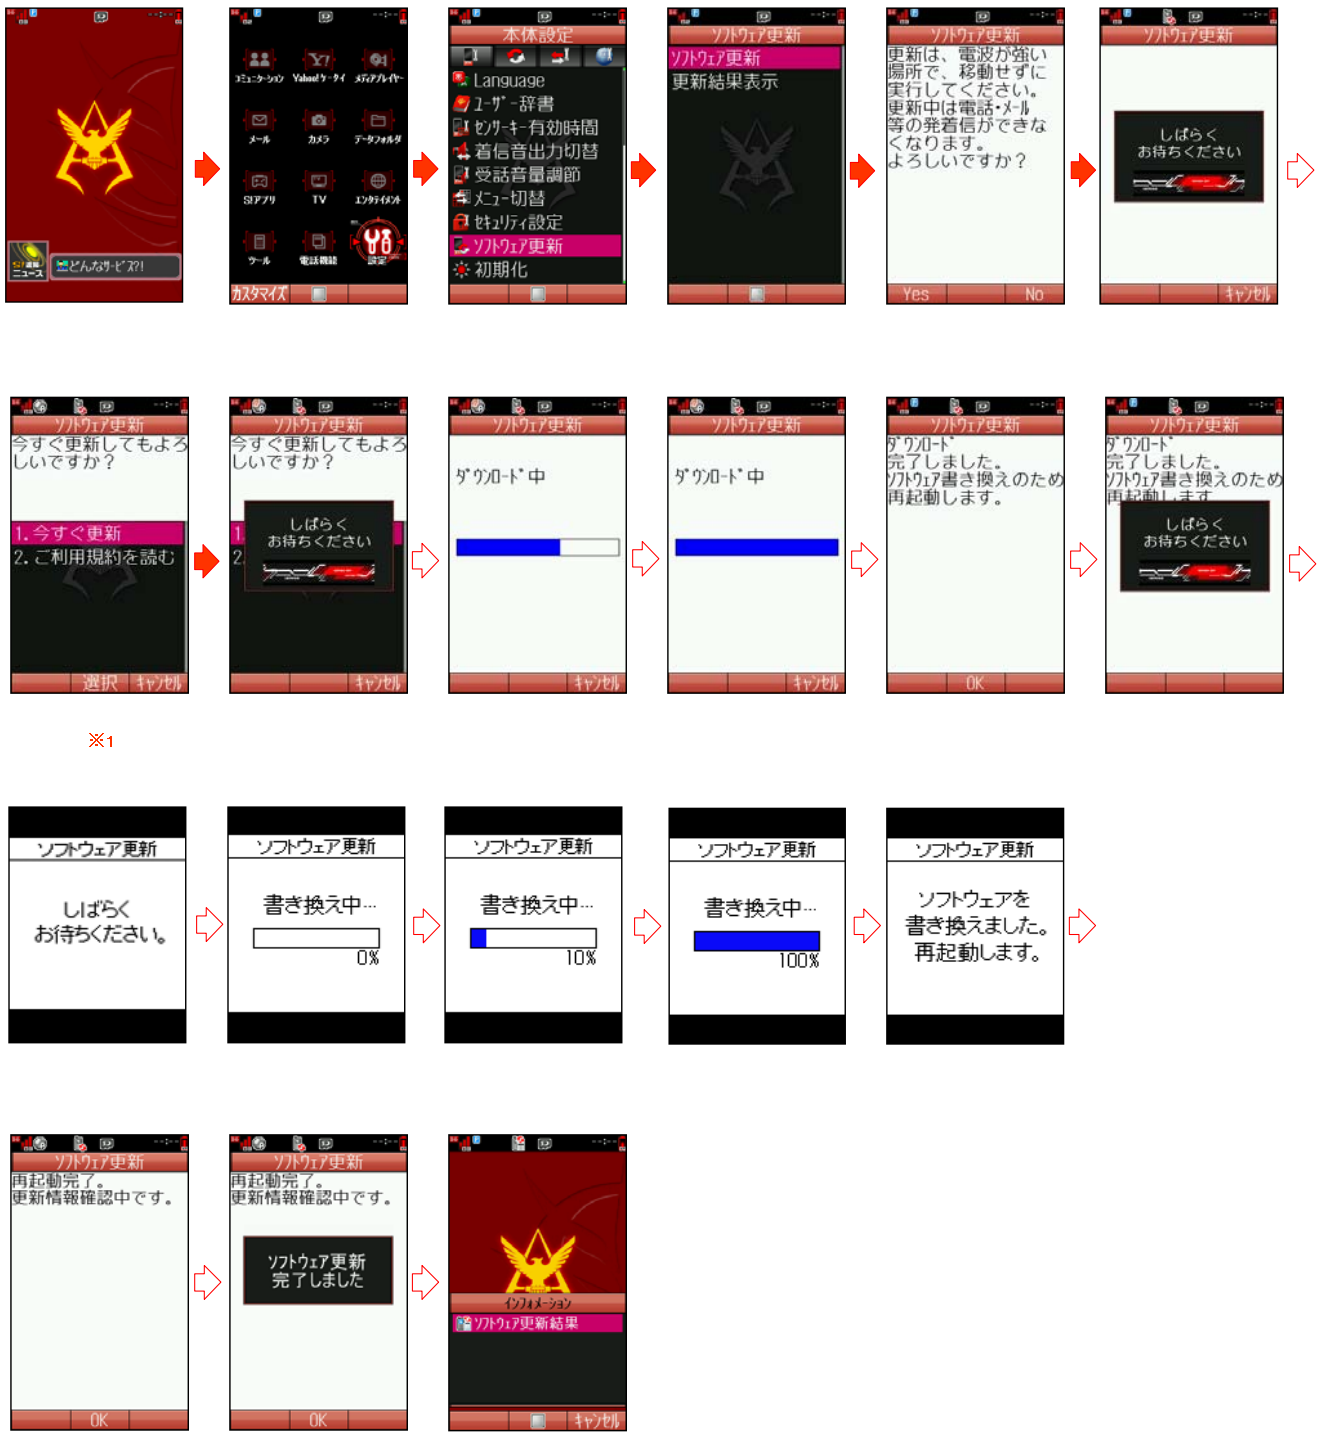 S!速報
ニュース
どんなｻｰﾋﾞｽ?!
ｺﾐｭﾆｹｰｼｮﾝ
Yahoo!ケータイ
ﾒﾃﾞｨｱﾌﾟﾚｲﾔｰ
メール
カメラ
ﾃﾞｰﾀﾌｫﾙﾀﾞ
S!アプリ
TV
ｴﾝﾀﾃｲﾒﾝﾄ
ツール
電話機能
設定
ｶｽﾀﾏｲｽﾞ
本体設定
Language
ﾕｰｻﾞｰ辞書
ｾﾝｻｰｷｰ有効時間
着信音出力切替
受話音量調節
ﾒﾆｭｰ切替
ｾｷｭﾘﾃｨ設定
ｿﾌﾄｳｪｱ更新
初期化
ｿﾌﾄｳｪｱ更新
ｿﾌﾄｳｪｱ更新
更新結果表示
ｿﾌﾄｳｪｱ更新
更新は、電波が強い
場所で、移動せずに
実行してください。
更新中は電話･ﾒｰﾙ
等の発着信ができな
くなります。
よろしいですか？
Yes
No
ｿﾌﾄｳｪｱ更新
しばらく
お待ちください
ｷｬﾝｾﾙ
ｿﾌﾄｳｪｱ更新
今すぐ更新してもよろ
しいですか？
1.今すぐ更新
2.ご利用規約を読む
選択
ｷｬﾝｾﾙ
ｿﾌﾄｳｪｱ更新
今すぐ更新してもよろ
しいですか？
1.
2.
しばらく
お待ちください
ｷｬﾝｾﾙ
ｿﾌﾄｳｪｱ更新
ﾀﾞｳﾝﾛｰﾄﾞ中
ｷｬﾝｾﾙ
ｿﾌﾄｳｪｱ更新
ﾀﾞｳﾝﾛｰﾄﾞ中
ｷｬﾝｾﾙ
ｿﾌﾄｳｪｱ更新
ﾀﾞｳﾝﾛｰﾄﾞ
完了しました。
ｿﾌﾄｳｪｱ書き換えのため
再起動します。
OK
ｿﾌﾄｳｪｱ更新
ﾀﾞｳﾝﾛｰﾄﾞ
完了しました。
ｿﾌﾄｳｪｱ書き換えのため
再起動します
しばらく
お待ちください
※1
ソフトウェア更新
しばらく
お待ちください。
ソフトウェア更新
書き換え中…
0%
ソフトウェア更新
書き換え中…
10%
ソフトウェア更新
書き換え中…
100%
ソフトウェア更新
ソフトウェアを
書き換えました。
再起動します。
ｿﾌﾄｳｪｱ更新
再起動完了。
更新情報確認中です。
OK
ｿﾌﾄｳｪｱ更新
再起動完了。
更新情報確認中です。
ｿﾌﾄｳｪｱ更新
完了しました
OK
ｲﾝﾌｫﾒｰｼｮﾝ
ｿﾌﾄｳｪｱ更新結果
ｷｬﾝｾﾙ